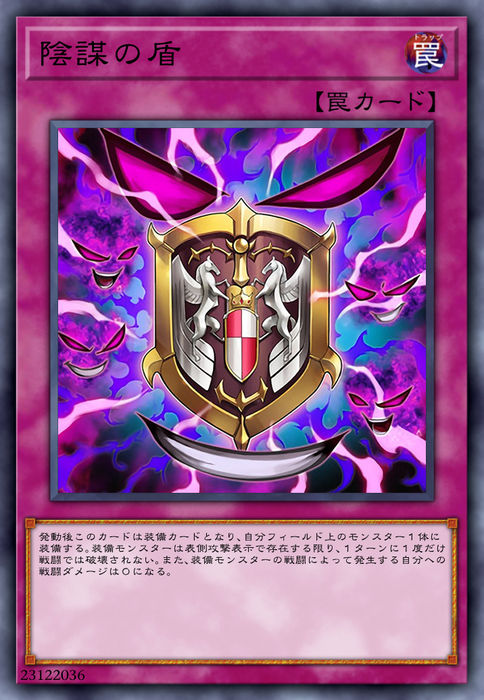 陰謀の盾
トラップ
罠
【罠カード】
発動後このカードは装備カードとなり、自分フィールド上のモンスター1体に
装備する。装備モンスターは表側攻撃表示で存在する限り、1ターンに1度だけ
戦闘では破壊されない。また、装備モンスターの戦闘によって発生する自分への
戦闘ダメージは0になる。
23122036